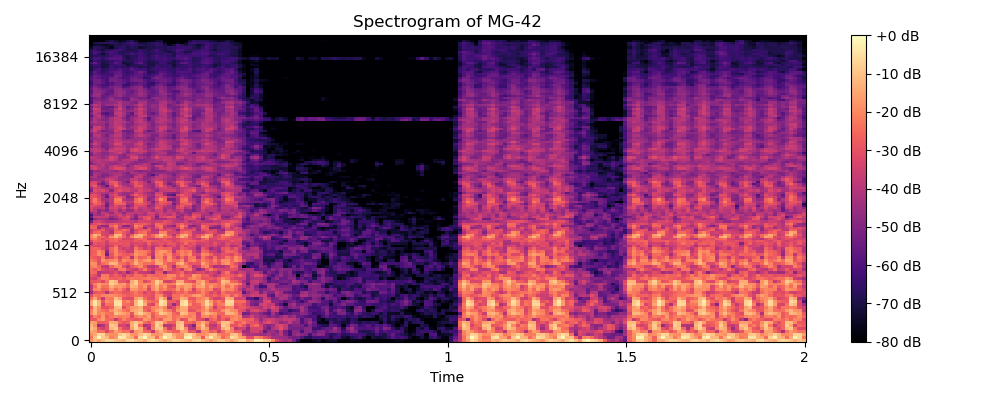 Spectrogram of MG-42
Hz
16384
8192
4096
2048
1024
512
0
0 0.5 1 1.5 2
Time
+0 dB
-10 dB
-20 dB
-30 dB
-40 dB
-50 dB
-60 dB
-70 dB
-80 dB